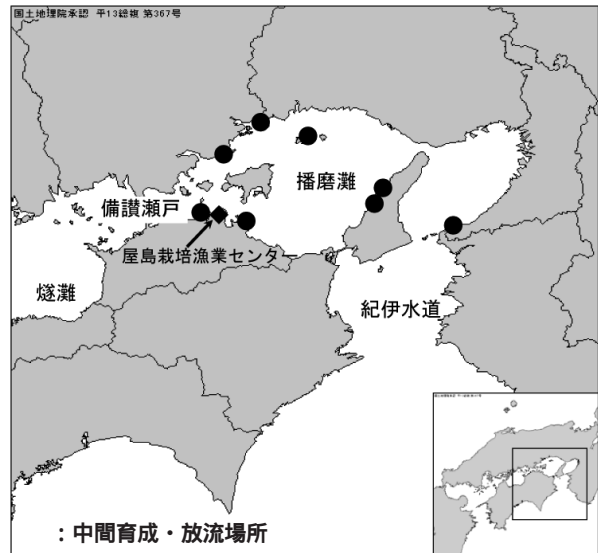 国土地理院承認 平13総複 第367号
播磨灘
備讃瀬戸
屋島栽培漁業センター
燧灘
紀伊水道
：中間育成・放流場所